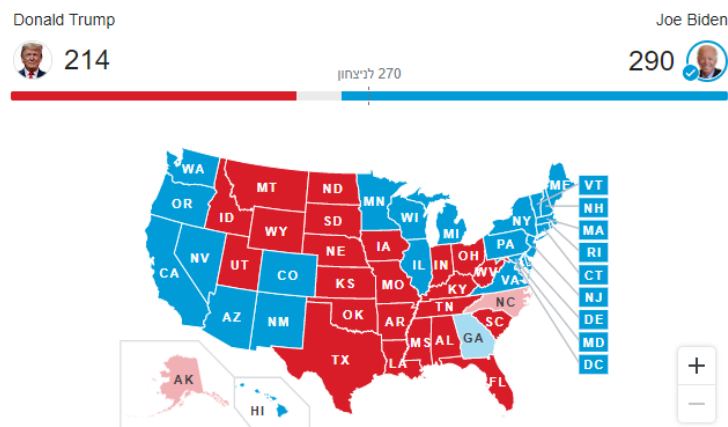 Donald Trump
Joe Biden
214
290
270 לניצחון
WA
MT
ND
MN
ME
VT
OR
ID
SD
WI
MI
NY
NH
WY
MA
NE
IA
PA
RI
NV
UT
CO
IL
IN
OH
WV
VA
CT
CA
KS
MO
KY
NJ
NC
TN
AZ
NM
OK
AR
SC
DE
MS
AL
GA
MD
TX
LA
DC
FL
AK
HI
+
−